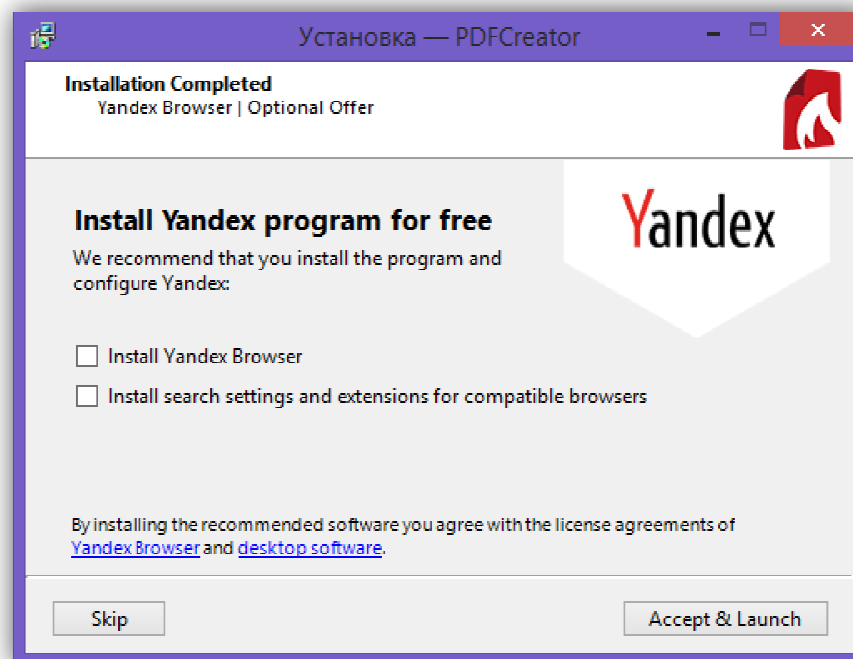 Установка — PDFCreator
Installation Completed
Yandex Browser | Optional Offer
Yandex
Install Yandex program for free
We recommend that you install the program and
configure Yandex:
Install Yandex Browser
Install search settings and extensions for compatible browsers
By installing the recommended software you agree with the license agreements of
Yandex Browser and desktop software.
Skip
Accept & Launch